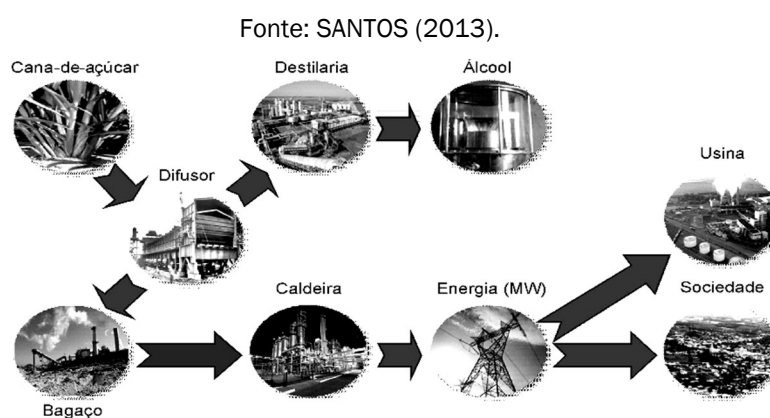 Fonte: SANTOS (2013).
Cana-de-açúcar
Destilaria
Álcool
Difusor
Usina
Caldeira
Energia (MW)
Sociedade
Bagaço